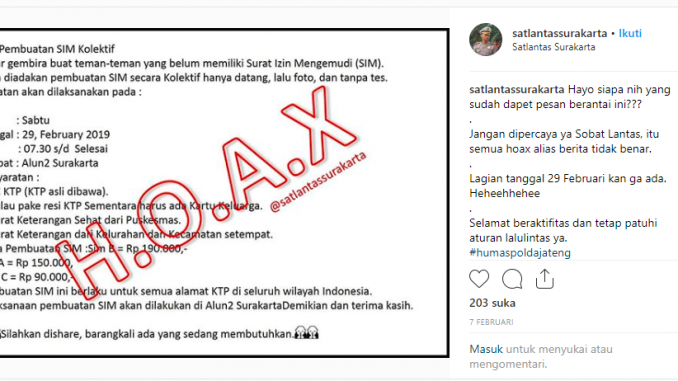 Pembuatan SIM Kolektif
gembira buat teman-teman yang belum memiliki Surat Izin Mengemudi (SIM).
diadakan pembuatan SIM secara Kolektif hanya datang, lalu foto, dan tanpa tes.
atan akan dilaksanakan pada :
: Sabtu
gal : 29, February 2019
: 07.30 s/d Selesai
pat : Alun2 Surakarta
yaratan :
KTP (KTP asli dibawa).
lau pake resi KTP Sementara harus ada Kartu Keluarga.
rat Keterangan Sehat dari Puskesmas.
rat Keterangan dari Kelurahan dan Kecamatan setempat.
a Pembuatan SIM :Sim B = Rp 190.000,-
A = Rp 150.000,
C = Rp 90.000,-
buatan SIM ini berlaku untuk semua alamat KTP di seluruh wilayah Indonesia.
ksanaan pembuatan SIM akan dilakukan di Alun2 SurakartaDemikian dan terima kasih.
Silahkan dishare, barangkali ada yang sedang membutuhkan.
H.O.A.X
@satlantassurakarta
satlantassurakarta • Ikuti
Satlantas Surakarta
satlantassurakarta Hayo siapa nih yang
sudah dapet pesan berantai ini???
.
Jangan dipercaya ya Sobat Lantas, itu
semua hoax alias berita tidak benar.
.
Lagian tanggal 29 Februari kan ga ada.
Heheehhehee
.
Selamat beraktifitas dan tetap patuhi
aturan lalulintas ya.
#humaspoldajateng
203 suka
7 FEBRUARI
Masuk untuk menyukai atau
mengomentari.